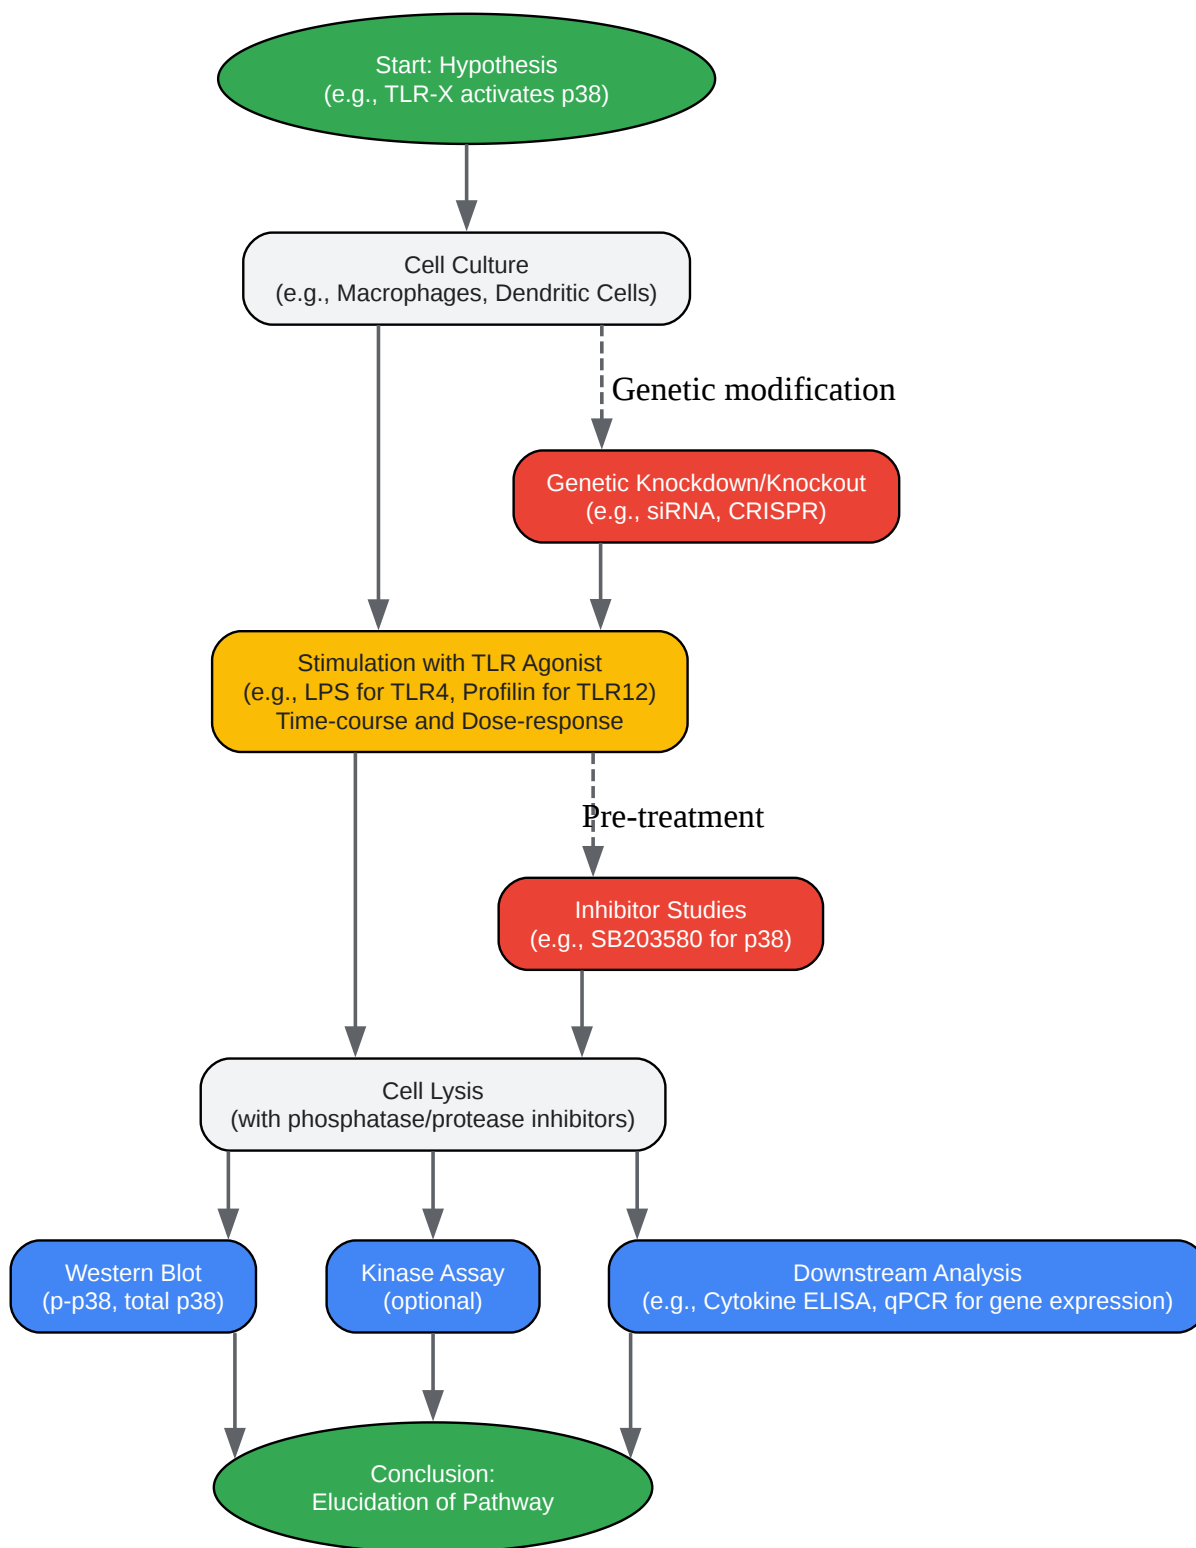 Start: Hypothesis
(e.g., TLR-X activates p38)
Cell Culture
(e.g., Macrophages, Dendritic Cells)
Genetic modification
Genetic Knockdown/Knockout
(e.g., siRNA, CRISPR)
Stimulation with TLR Agonist
(e.g., LPS for TLR4, Profilin for TLR12)
Time-course and Dose-response
Pre-treatment
Inhibitor Studies
(e.g., SB203580 for p38)
Cell Lysis
(with phosphatase/protease inhibitors)
Western Blot
(p-p38, total p38)
Kinase Assay
(optional)
Downstream Analysis
(e.g., Cytokine ELISA, qPCR for gene expression)
Conclusion:
Elucidation of Pathway